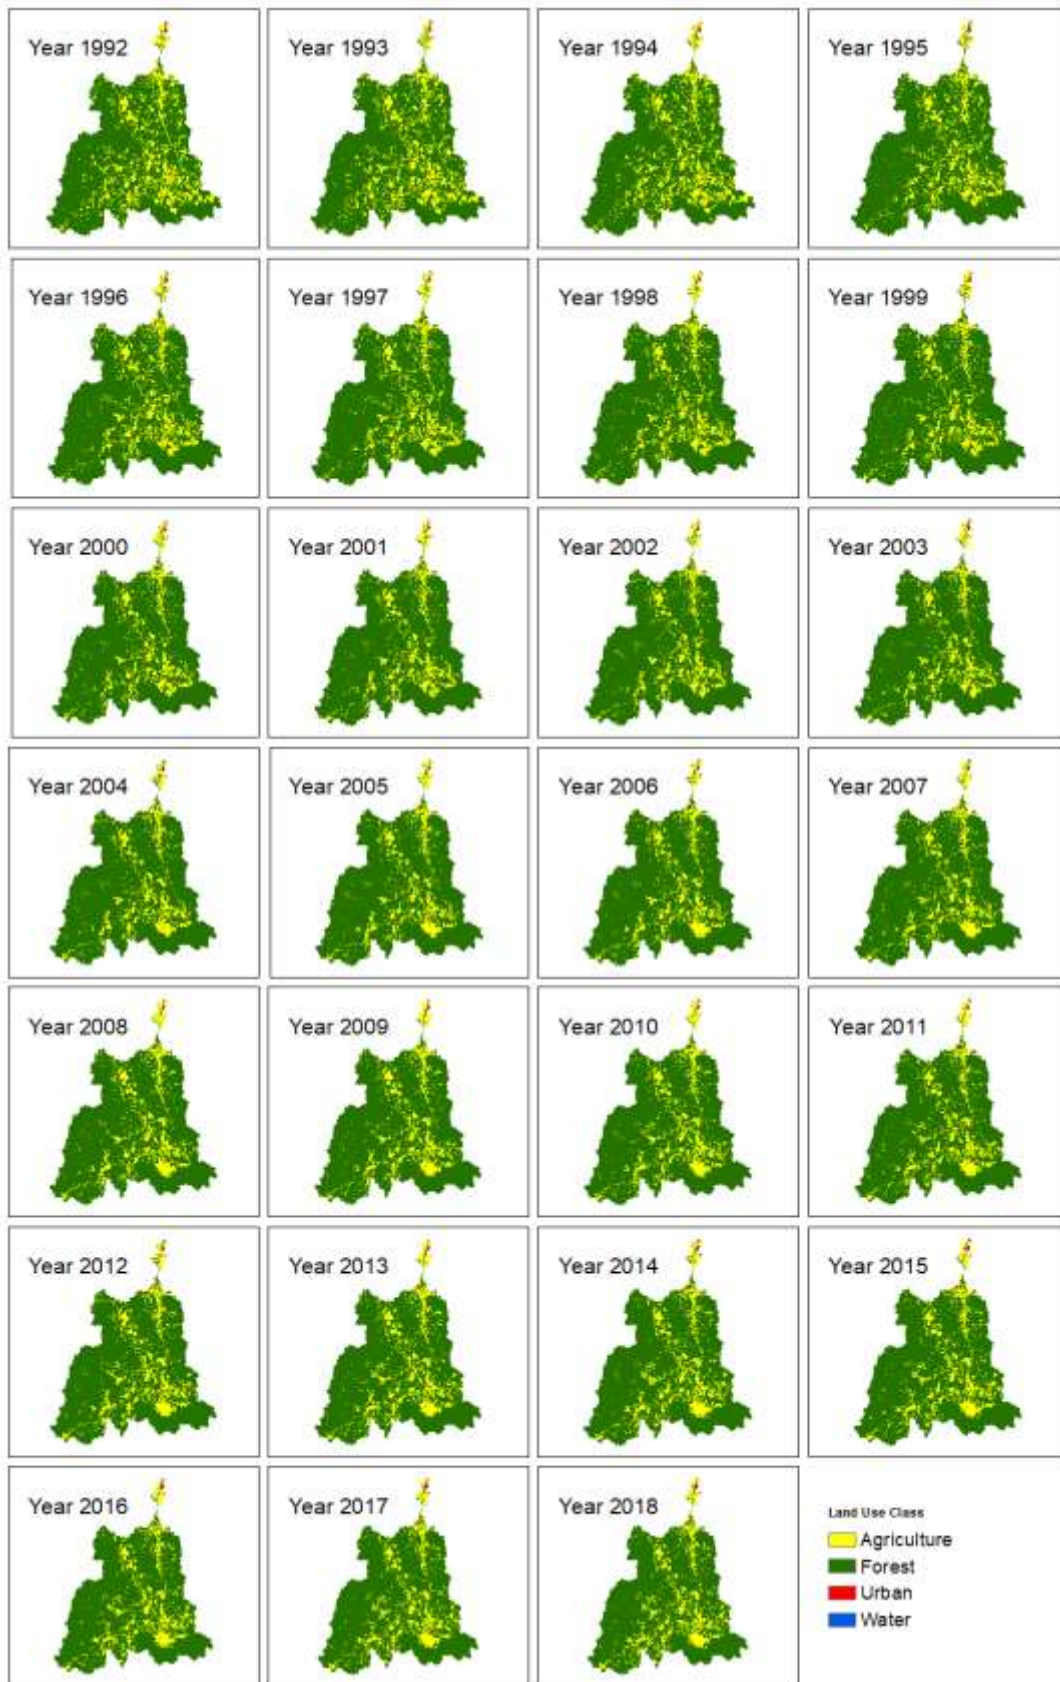 Year 1992
Year 1993
Year 1994
Year 1995
Year 1996
Year 1997
Year 1998
Year 1999
Year 2000
Year 2001
Year 2002
Year 2003
Year 2004
Year 2005
Year 2006
Year 2007
Year 2008
Year 2009
Year 2010
Year 2011
Year 2012
Year 2013
Year 2014
Year 2015
Year 2016
Year 2017
Year 2018
Land Use Class
Agriculture
Forest
Urban
Water